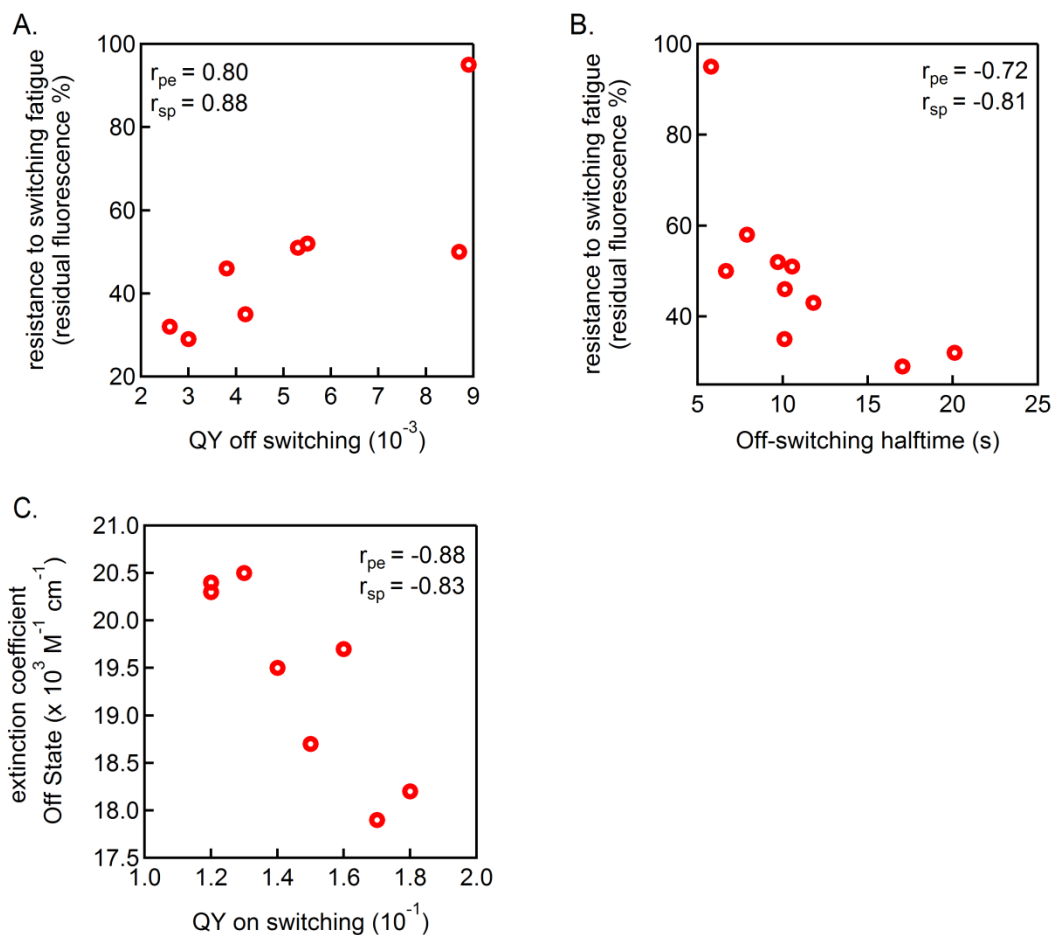 A.
resistance to switching fatigue
(residual fluorescence %)
100
80
60
40
20
r_pe = 0.80
r_sp = 0.88
2 3 4 5 6 7 8 9
QY off switching (10^-3)
B.
resistance to switching fatigue
(residual fluorescence %)
100
80
60
40
r_pe = -0.72
r_sp = -0.81
5 10 15 20 25
Off-switching halftime (s)
C.
extinction coefficient
Off State (x 10^3 M^-1 cm^-1)
21.0
20.5
20.0
19.5
19.0
18.5
18.0
17.5
r_pe = -0.88
r_sp = -0.83
1.0 1.2 1.4 1.6 1.8 2.0
QY on switching (10^-1)